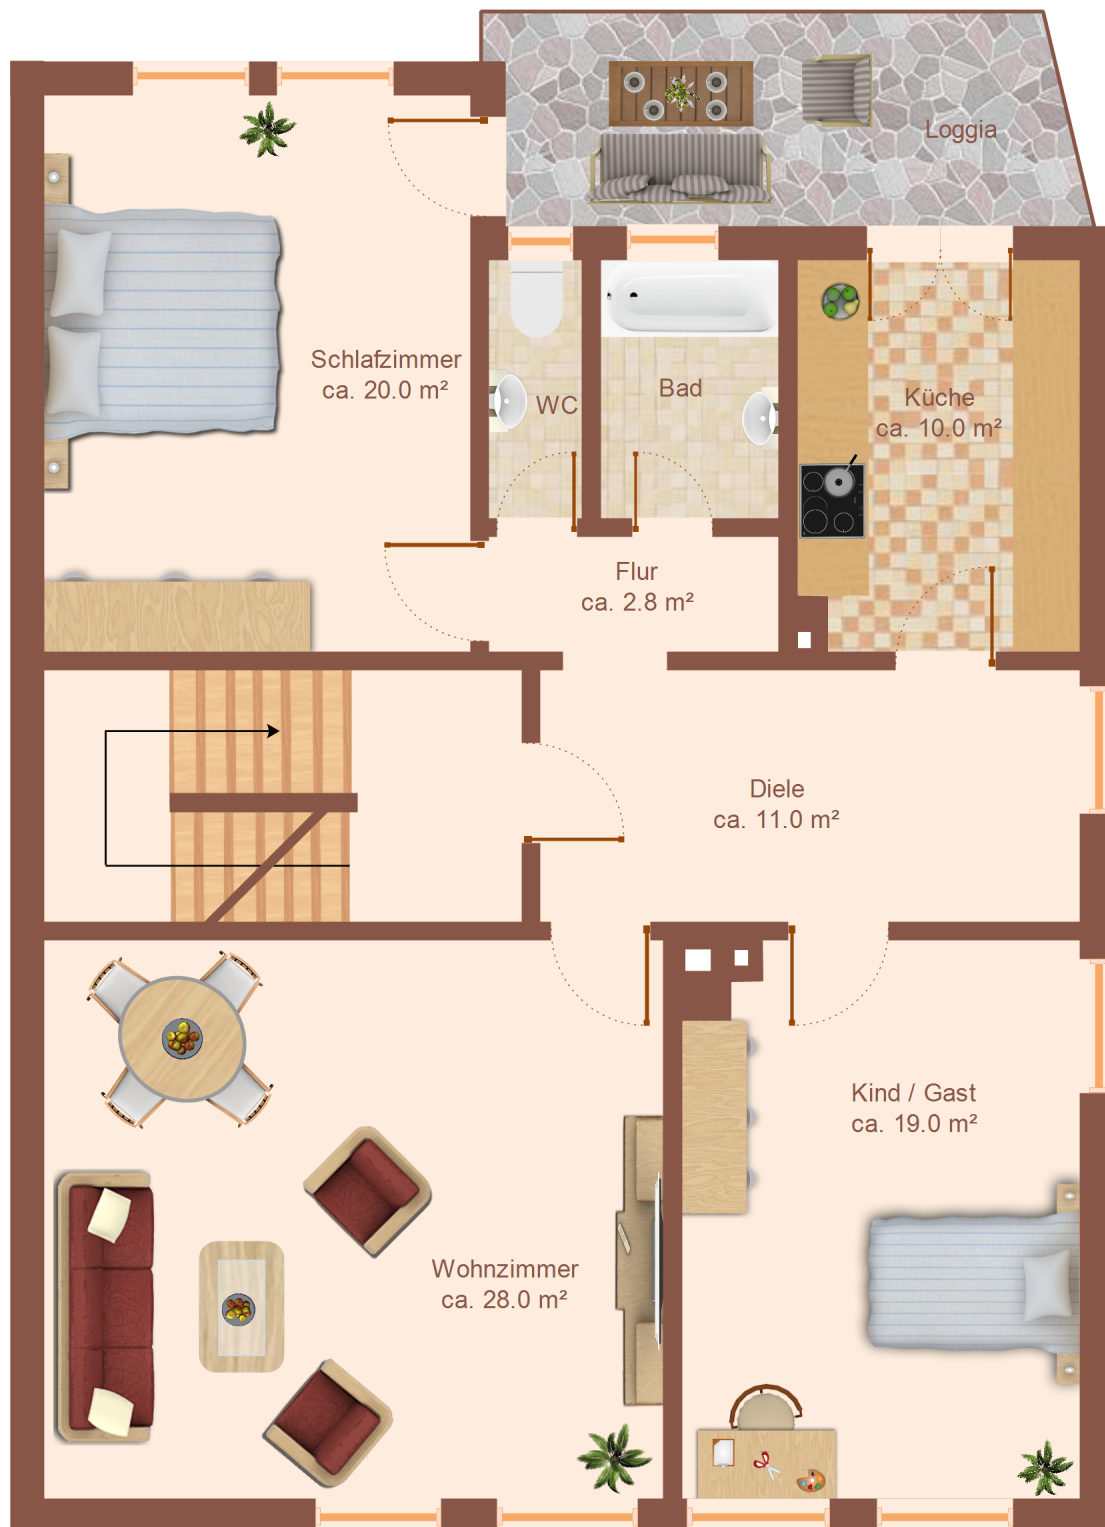 Loggia
Schlafzimmer
ca. 20.0 m²
WC
Bad
Küche
ca. 10.0 m²
Flur
ca. 2.8 m²
Diele
ca. 11.0 m²
Kind / Gast
ca. 19.0 m²
Wohnzimmer
ca. 28.0 m²